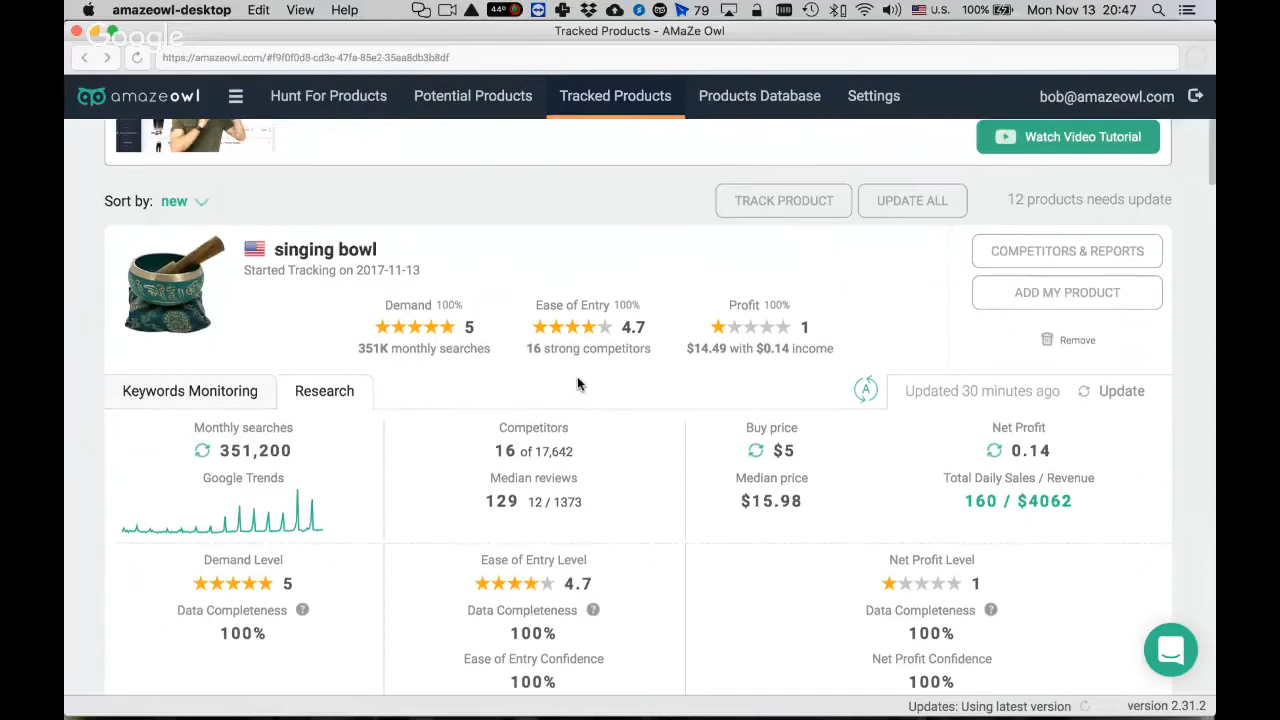 amazeowl-desktop Edit View Help 44° 79 U.S. 100% Mon Nov 13 20:47
Google
Tracked Products - AMaZe Owl
https://amazeowl.com/#f9f0f0d8-cd3c-47fa-85e2-35aa8db3b8df
amazeowl Hunt For Products Potential Products Tracked Products Products Database Settings bob@amazeowl.com
Watch Video Tutorial
Sort by: new TRACK PRODUCT UPDATE ALL 12 products needs update
singing bowl
Started Tracking on 2017-11-13
COMPETITORS & REPORTS
ADD MY PRODUCT
Remove
Demand 100% Ease of Entry 100% Profit 100%
5 4.7 1
351K monthly searches 16 strong competitors $14.49 with $0.14 income
Keywords Monitoring Research A Updated 30 minutes ago Update
Monthly searches Competitors Buy price Net Profit
351,200 16 of 17,642 $5 0.14
Google Trends Median reviews Median price Total Daily Sales / Revenue
129 12 / 1373 $15.98 160 / $4062
Demand Level Ease of Entry Level Net Profit Level
5 4.7 1
Data Completeness ? Data Completeness ? Data Completeness ?
100% 100% 100%
Ease of Entry Confidence Net Profit Confidence
100% 100%
Updates: Using latest version version 2.31.2